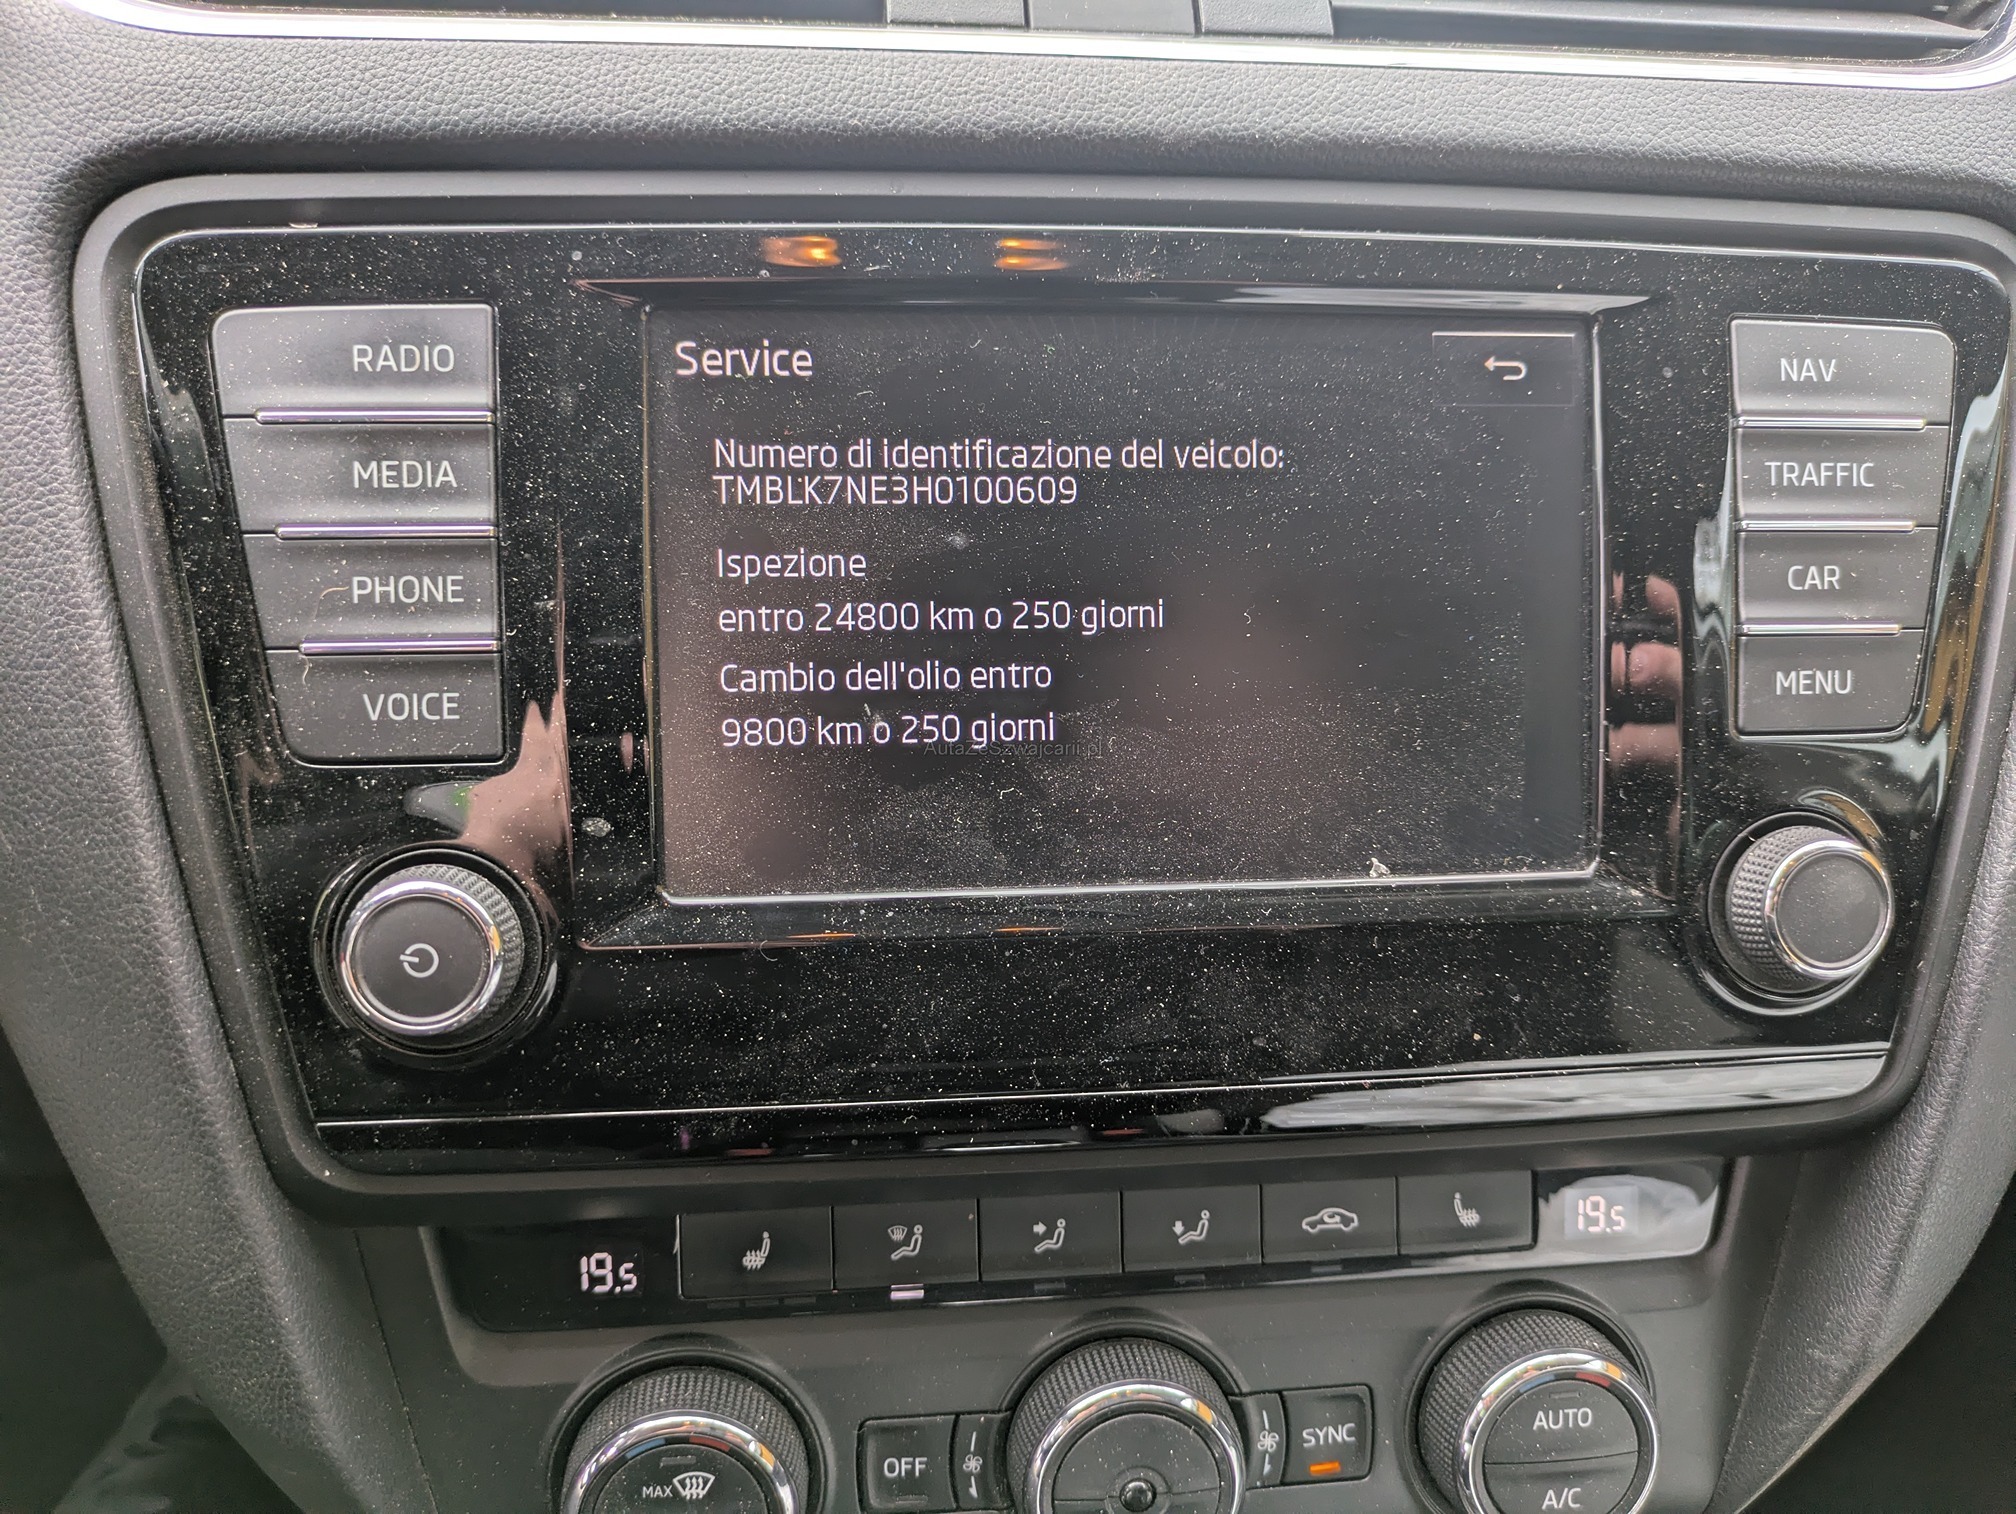 RADIO
MEDIA
PHONE
VOICE
Service
Numero di identificazione del veicolo:
TMBLK7NE3H0100609
Ispezione
entro 24800 km o 250 giorni
Cambio dell'olio entro
9800 km o 250 giorni
AutaZeSzwajcarii.pl
NAV
TRAFFIC
CAR
MENU
19.5
19.5
MAX
OFF
SYNC
AUTO
A/C